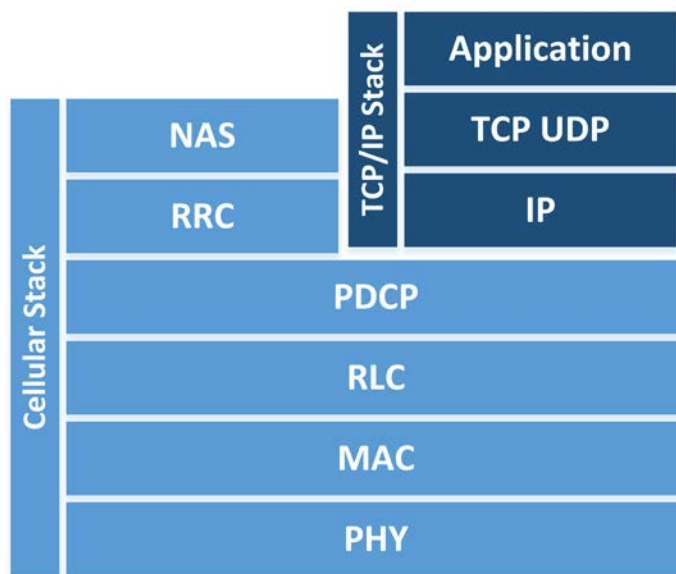 Application
TCP/IP Stack
TCP UDP
NAS
IP
RRC
Cellular Stack
PDCP
RLC
MAC
PHY